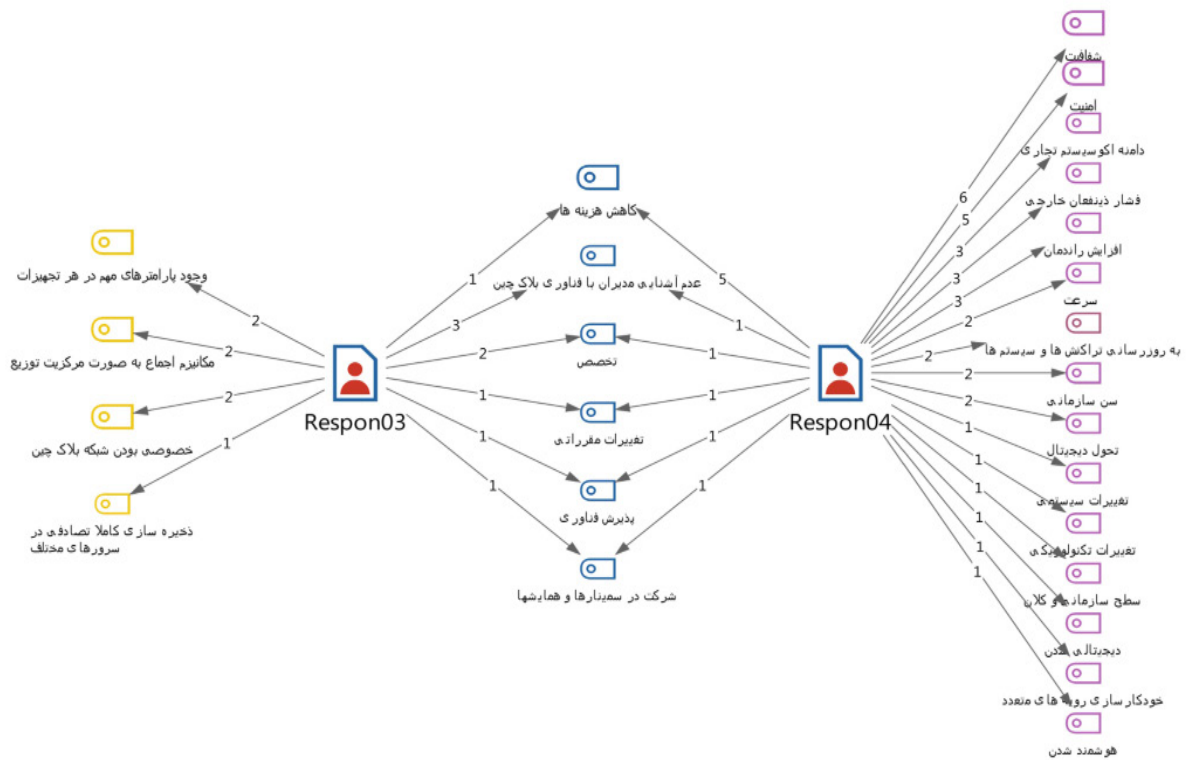 وجود پارامترهای مهم در هر تجهیزات
2
مکانیزم اجماع به صورت مرکزیت توزیع
2
خصوصی بودن شبکه بلاک چین
2
ذخیره سازی کاملا تصادفی در
سرورهای مختلف
1
Respon03
کاهش هزینه ها
1
5
عدم آشنایی مدیران با فناوری بلاک چین
3
1
تخصص
2
1
تغییرات مقرراتی
1
1
پذیرش فناوری
1
1
شرکت در سمینارها و همایشها
1
1
Respon04
شفافیت
6
امنیت
5
دامنه اکوسیستم تجاری
3
فشار ذینفعان خارجی
3
افزایش راندمان
3
سرعت
2
به روزرسانی تراکنش ها و سیستم ها
2
سن سازمانی
2
تحول دیجیتال
2
تغییرات سیستمی
1
تغییرات تکنولوژیکی
1
سطح سازمانی و کلان
1
دیجیتالی شدن
1
خودکارسازی رویه های متعدد
1
هوشمند شدن
1